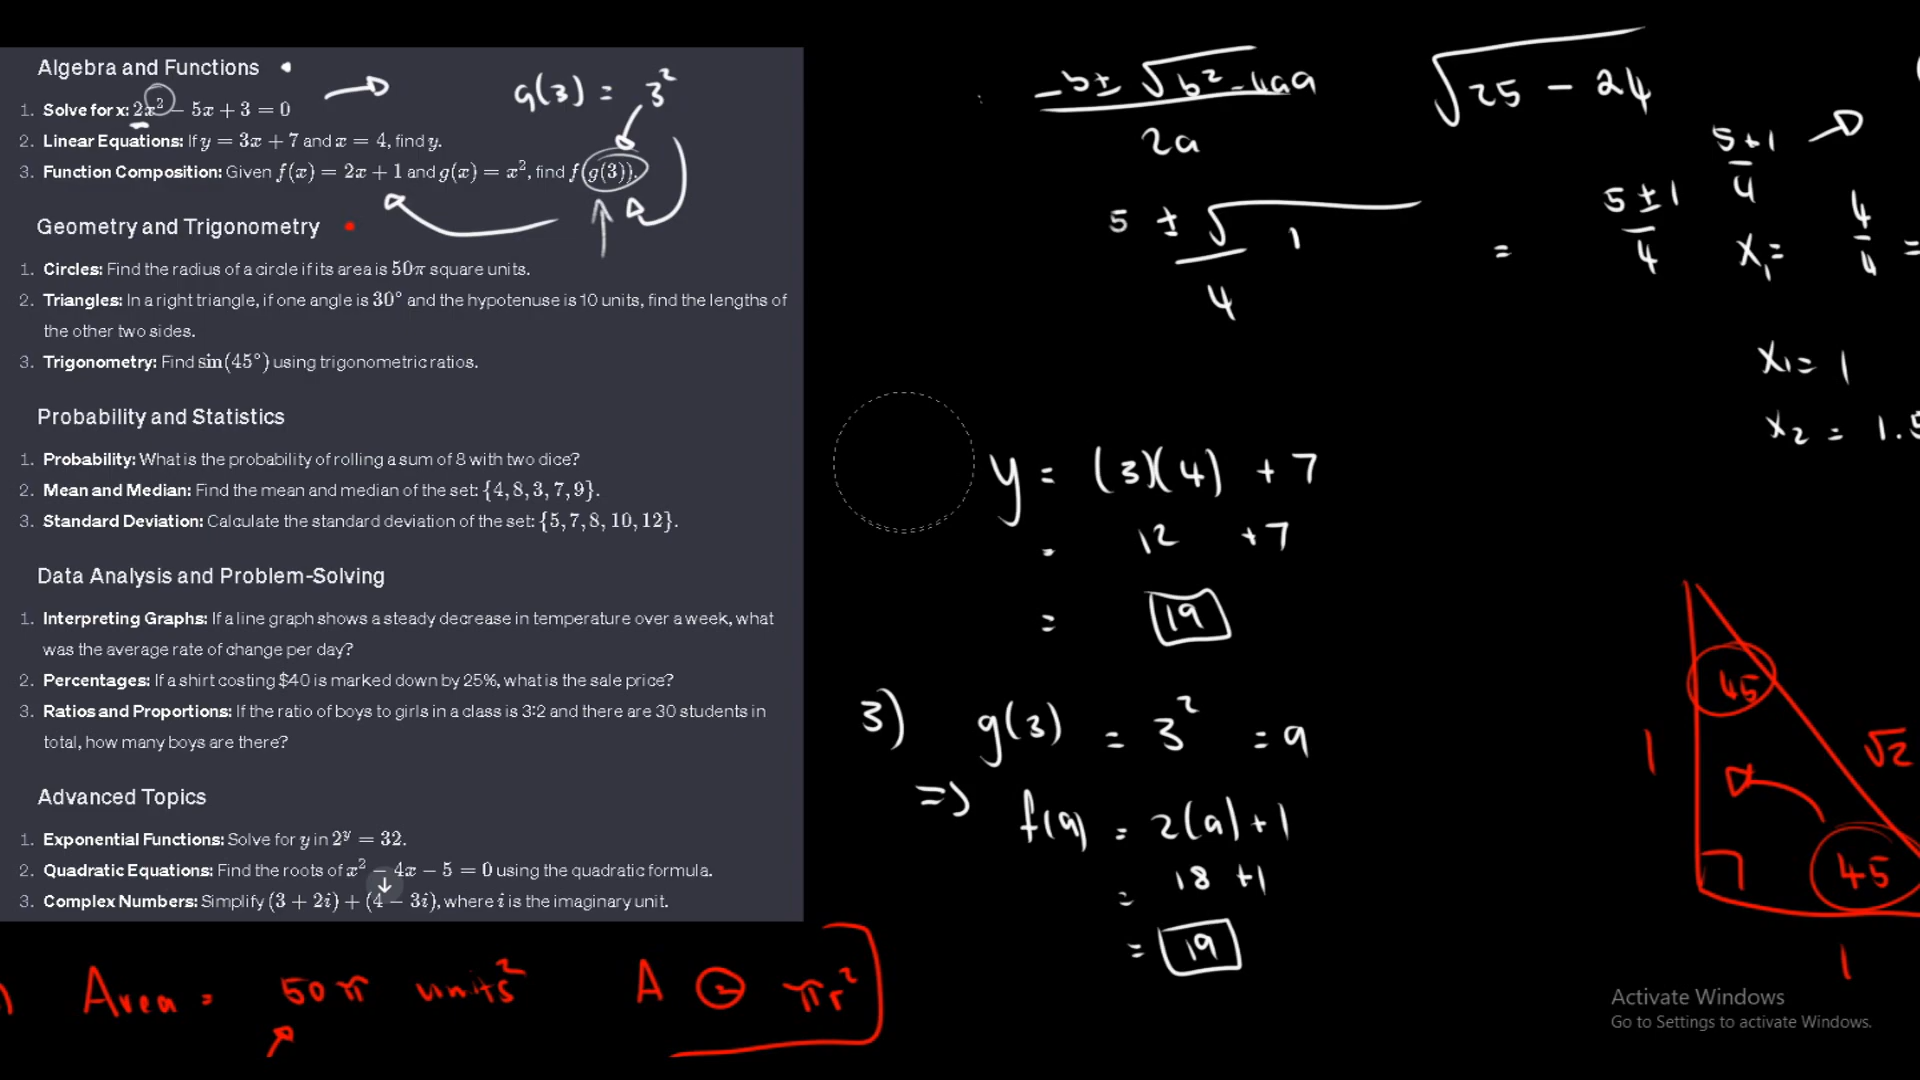 Algebra and Functions
1. Solve for x: 2x² − 5x + 3 = 0
2. Linear Equations: If y = 3x + 7 and x = 4, find y.
3. Function Composition: Given f(x) = 2x + 1 and g(x) = x², find f(g(3)).
g(3) = 3²
Geometry and Trigonometry
1. Circles: Find the radius of a circle if its area is 50π square units.
2. Triangles: In a right triangle, if one angle is 30° and the hypotenuse is 10 units, find the lengths of
the other two sides.
3. Trigonometry: Find sin(45°) using trigonometric ratios.
Probability and Statistics
1. Probability: What is the probability of rolling a sum of 8 with two dice?
2. Mean and Median: Find the mean and median of the set: {4, 8, 3, 7, 9}.
3. Standard Deviation: Calculate the standard deviation of the set: {5, 7, 8, 10, 12}.
Data Analysis and Problem-Solving
1. Interpreting Graphs: If a line graph shows a steady decrease in temperature over a week, what
was the average rate of change per day?
2. Percentages: If a shirt costing $40 is marked down by 25%, what is the sale price?
3. Ratios and Proportions: If the ratio of boys to girls in a class is 3:2 and there are 30 students in
total, how many boys are there?
Advanced Topics
1. Exponential Functions: Solve for y in 2^y = 32.
2. Quadratic Equations: Find the roots of x² − 4x − 5 = 0 using the quadratic formula.
3. Complex Numbers: Simplify (3 + 2i) + (4 − 3i), where i is the imaginary unit.
Area = 50π units²
A = πr²
√25 − 24
2a
5 ± √1
4
=
5 ± 1
4
5 + 1
4
x₁ =
4
4
=
x₁ = 1
x₂ = 1.5
y = (3)(4) + 7
= 12 + 7
= 19
3) g(3) = 3² = 9
=> f(9) = 2(9) + 1
= 18 + 1
= 19
45
1
√2
45
1
Activate Windows
Go to Settings to activate Windows.